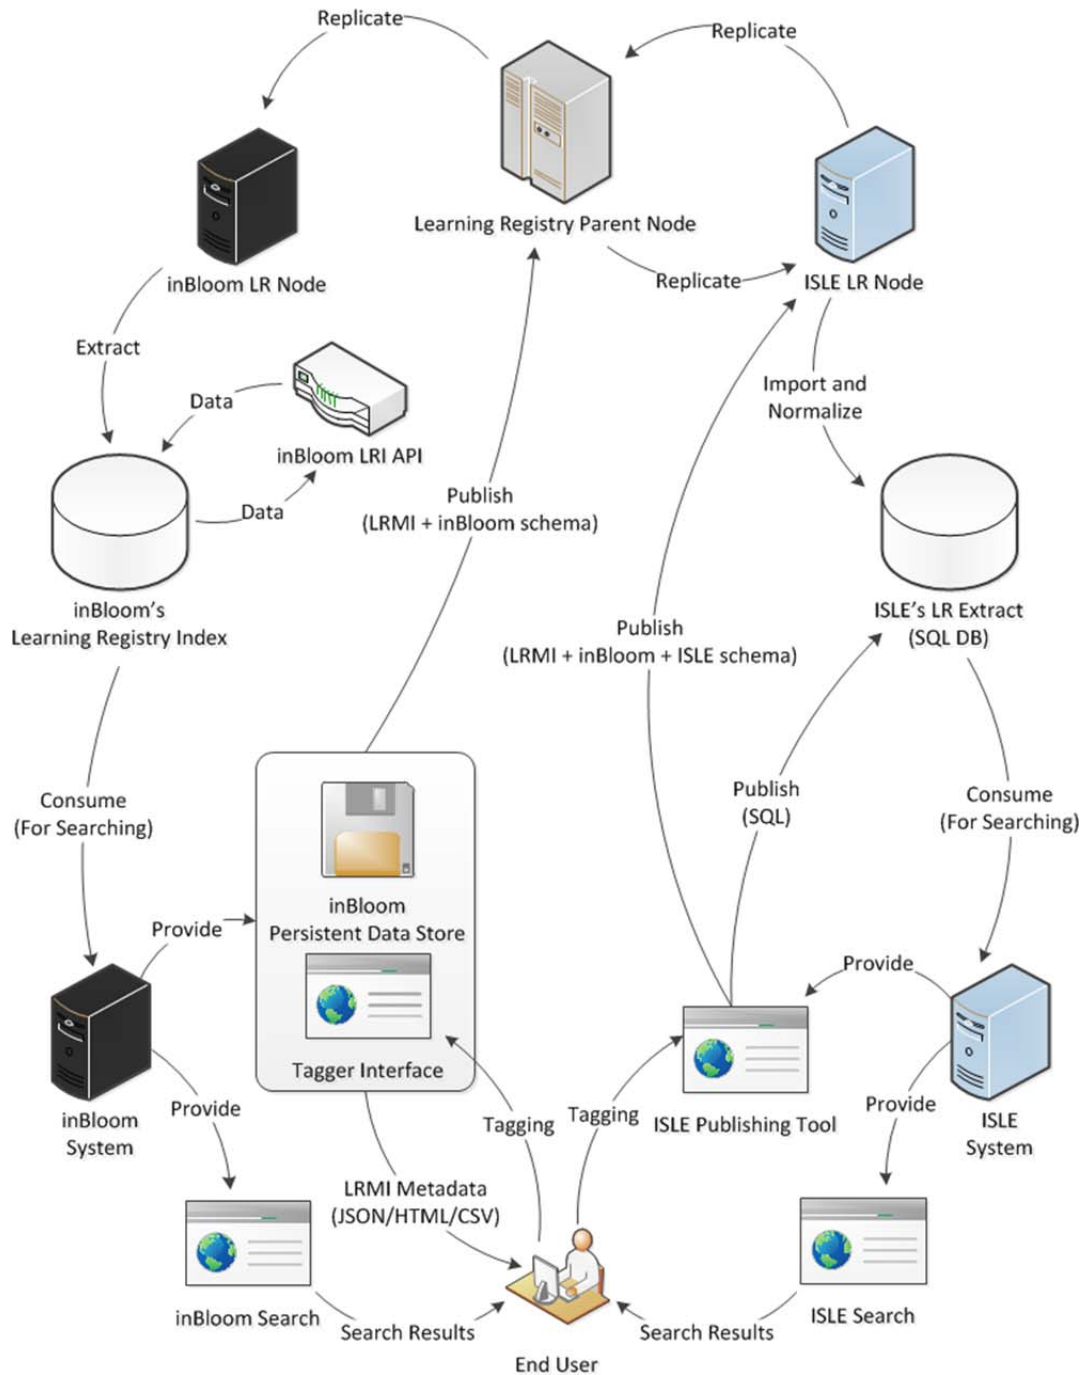 Replicate
Replicate
Learning Registry Parent Node
inBloom LR Node
Replicate
ISLE LR Node
Extract
Import and
Normalize
Data
inBloom LRI API
Data
Publish
(LRMI + inBloom schema)
inBloom's
Learning Registry Index
ISLE's LR Extract
(SQL DB)
Publish
(LRMI + inBloom + ISLE schema)
Consume
(For Searching)
Publish
(SQL)
Consume
(For Searching)
inBloom
Persistent Data Store
Provide
Provide
Tagger Interface
inBloom
System
Provide
Tagging
Tagging
ISLE Publishing Tool
Provide
ISLE
System
LRMI Metadata
(JSON/HTML/CSV)
inBloom Search
Search Results
Search Results
ISLE Search
End User